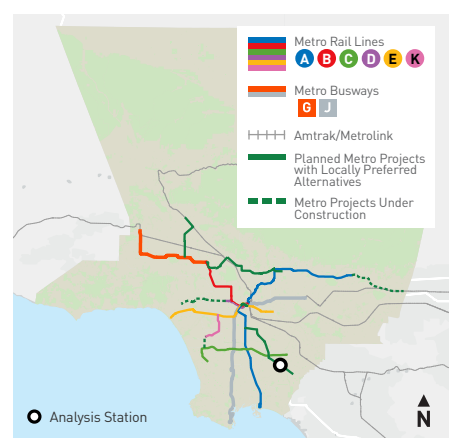 Metro Rail Lines
A B C D E K
Metro Busways
G J
Amtrak/Metrolink
Planned Metro Projects
with Locally Preferred
Alternatives
Metro Projects Under
Construction
Analysis Station
N